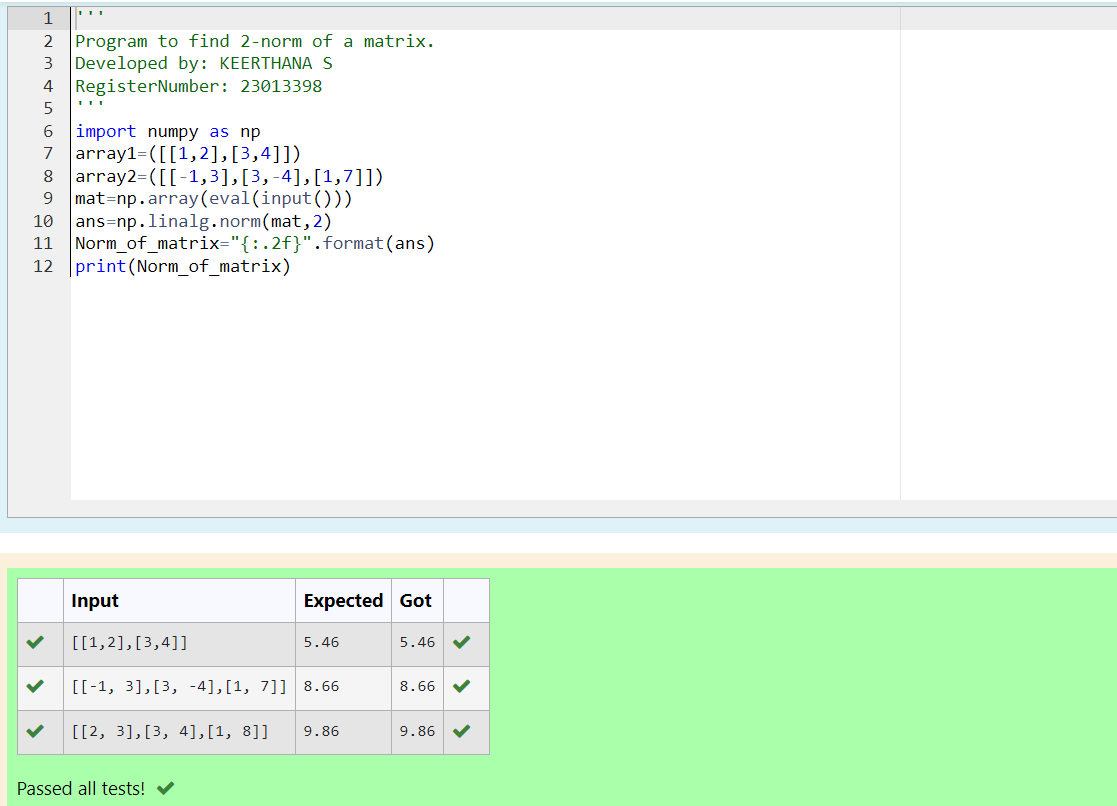 1 '''
2 Program to find 2-norm of a matrix.
3 Developed by: KEERTHANA S
4 RegisterNumber: 23013398
5 '''
6 import numpy as np
7 array1=([[1,2],[3,4]])
8 array2=([[-1,3],[3,-4],[1,7]])
9 mat=np.array(eval(input()))
10 ans=np.linalg.norm(mat,2)
11 Norm_of_matrix="{:.2f}".format(ans)
12 print(Norm_of_matrix)
Input Expected Got
[[1,2],[3,4]] 5.46 5.46
[[-1, 3],[3, -4],[1, 7]] 8.66 8.66
[[2, 3],[3, 4],[1, 8]] 9.86 9.86
Passed all tests!